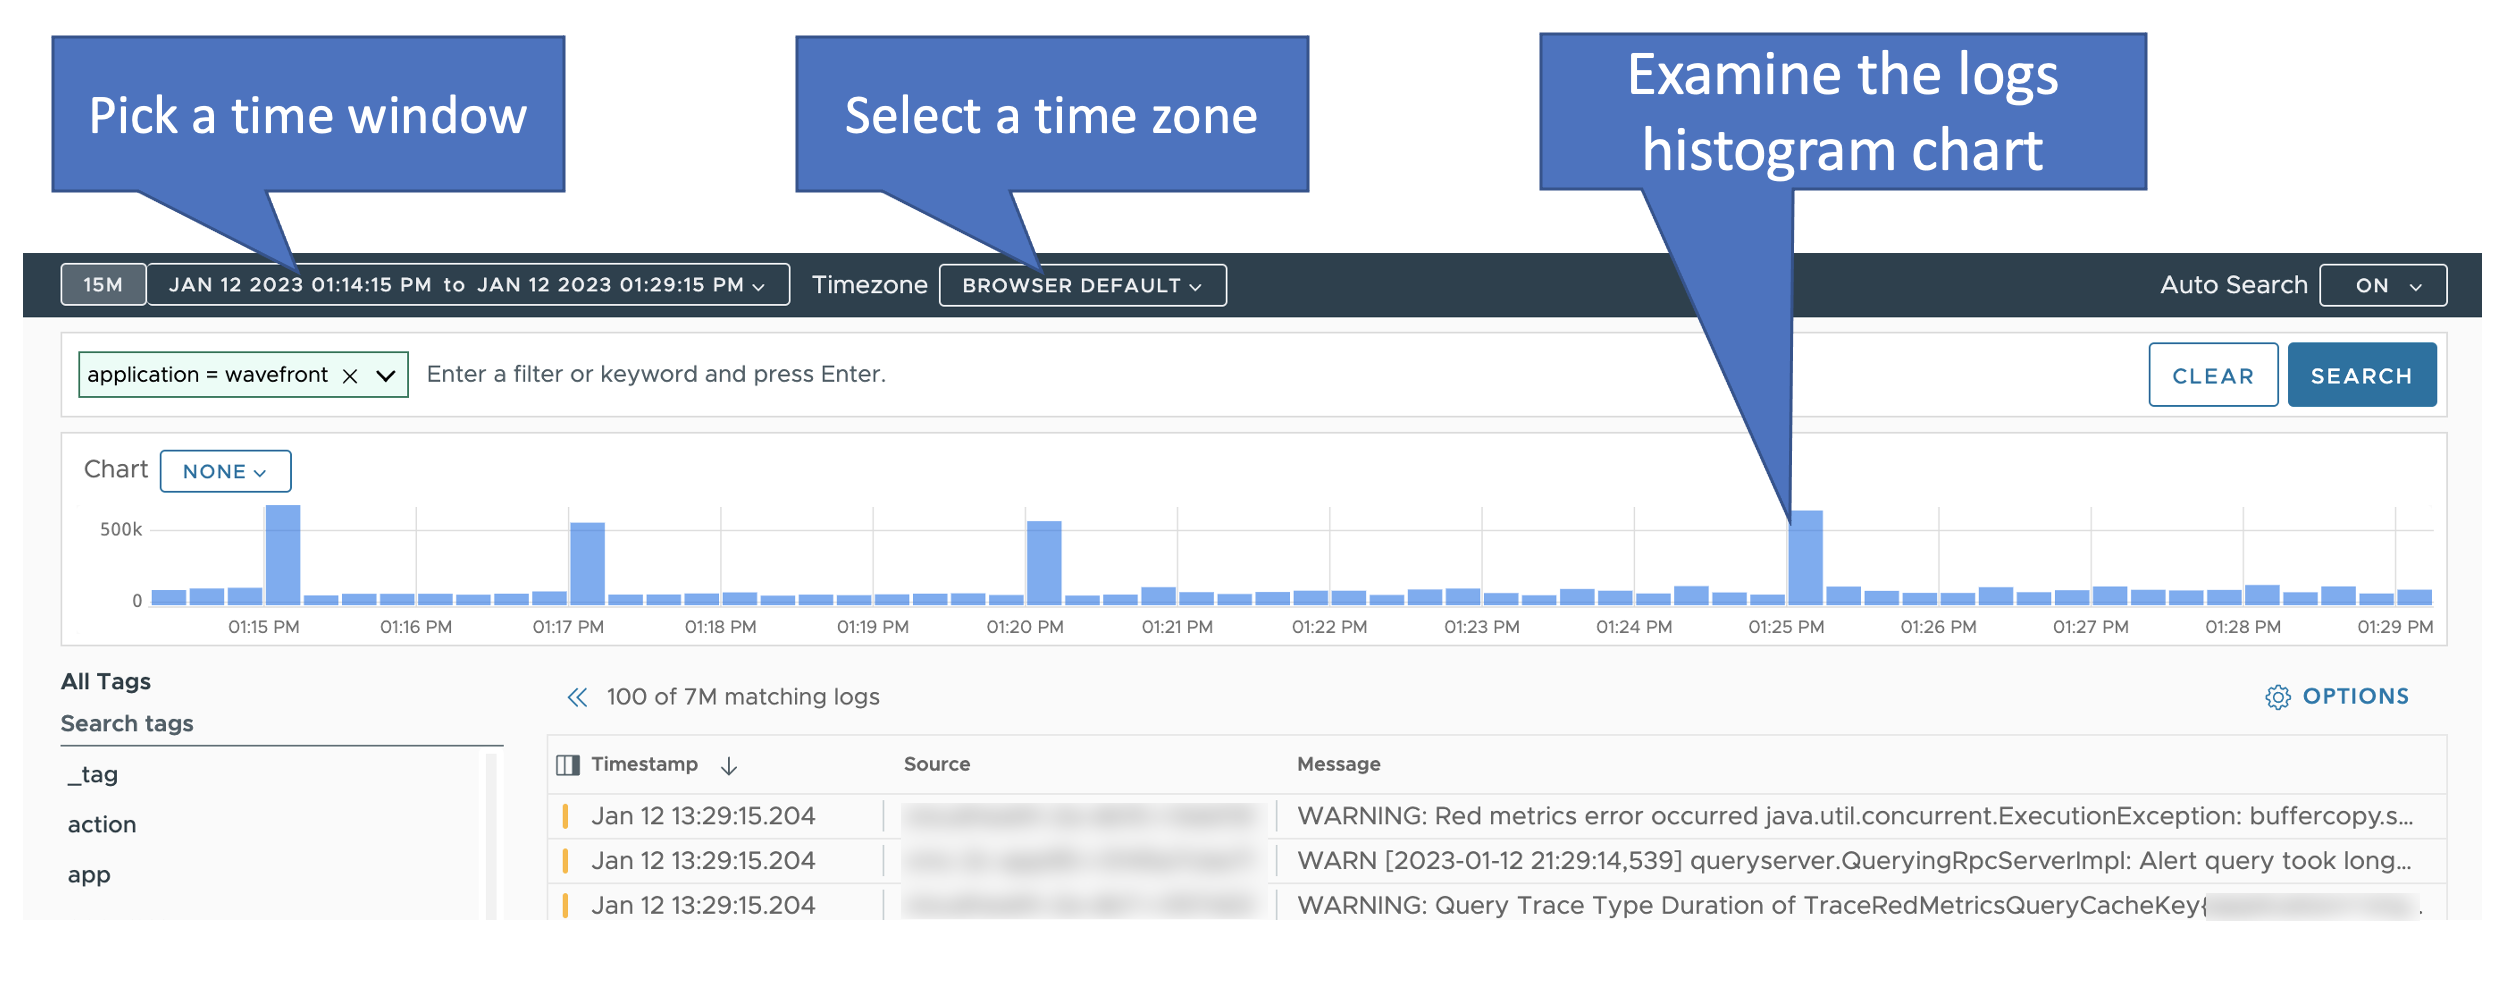 Pick a time window
Select a time zone
Examine the logs
histogram chart
15M JAN 12 2023 01:14:15 PM to JAN 12 2023 01:29:15 PM Timezone BROWSER DEFAULT Auto Search ON
application = wavefront Enter a filter or keyword and press Enter. CLEAR SEARCH
Chart NONE
500k
0
01:15 PM 01:16 PM 01:17 PM 01:18 PM 01:19 PM 01:20 PM 01:21 PM 01:22 PM 01:23 PM 01:24 PM 01:25 PM 01:26 PM 01:27 PM 01:28 PM 01:29 PM
All Tags
Search tags
_tag
action
app
100 of 7M matching logs OPTIONS
Timestamp Source Message
Jan 12 13:29:15.204 WARNING: Red metrics error occurred java.util.concurrent.ExecutionException: buffercopy.s...
Jan 12 13:29:15.204 WARN [2023-01-12 21:29:14,539] queryserver.QueryingRpcServerImpl: Alert query took long...
Jan 12 13:29:15.204 WARNING: Query Trace Type Duration of TraceRedMetricsQueryCacheKey{